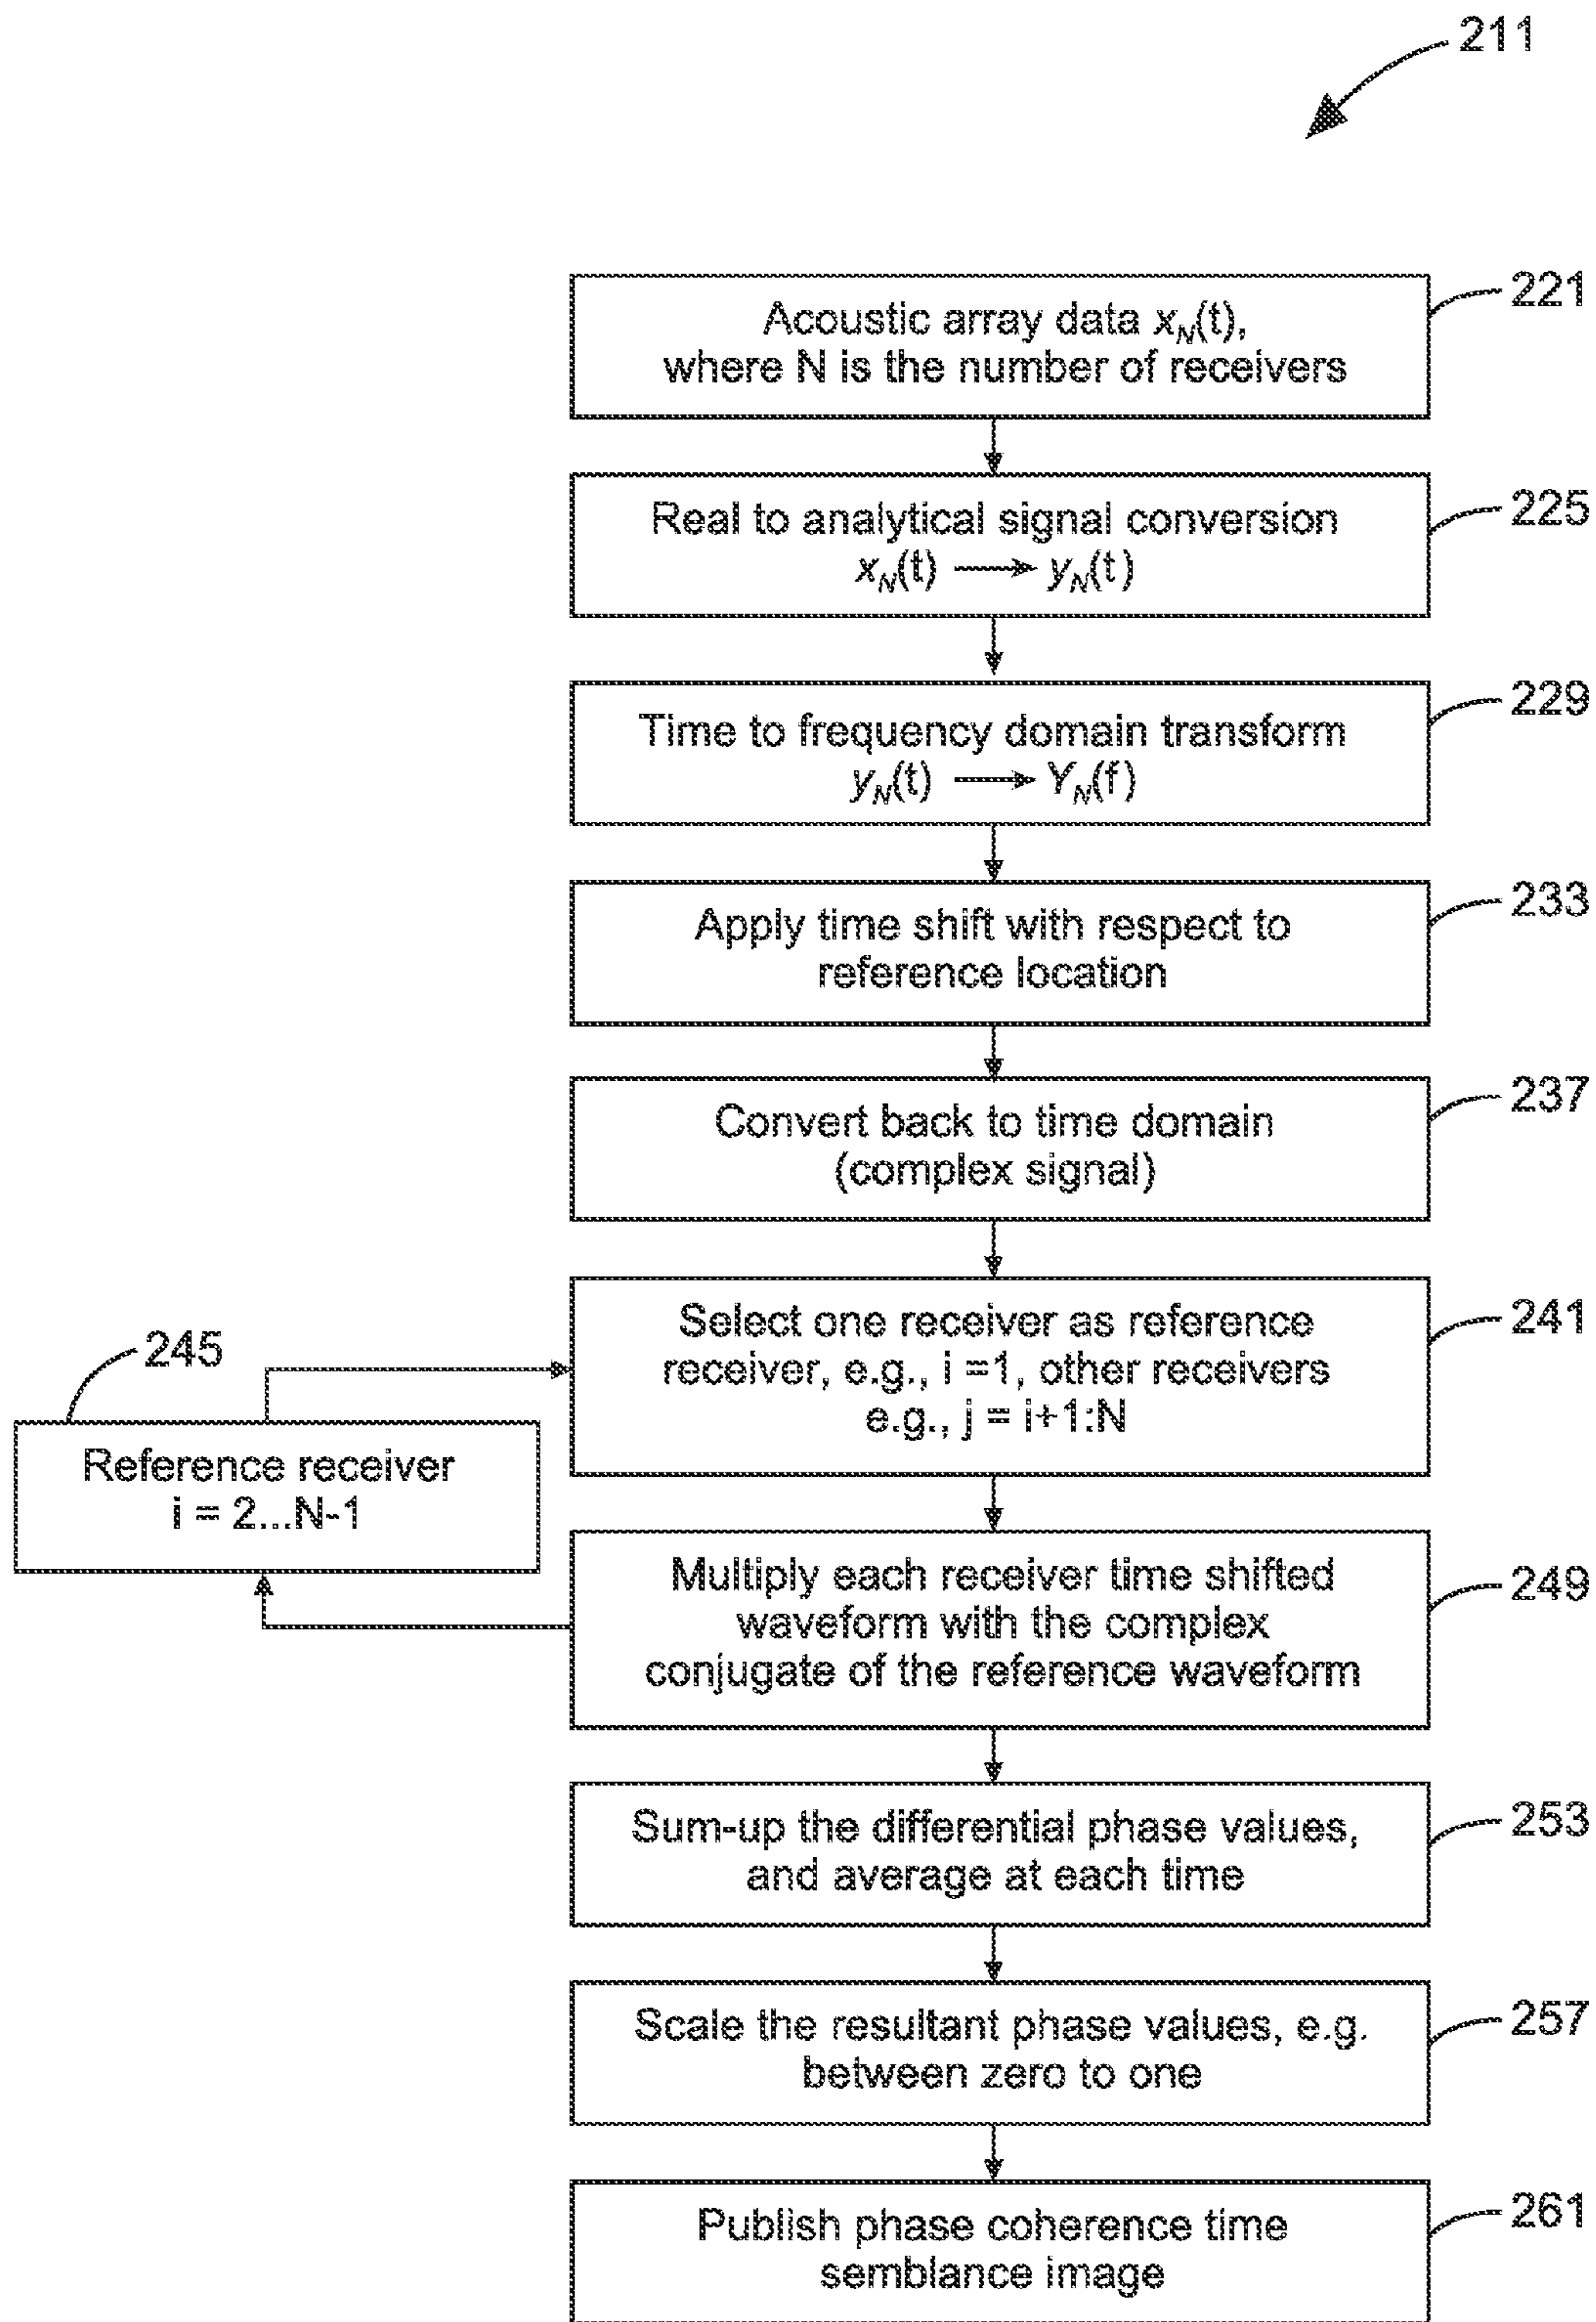 211
221
Acoustic array data x_N(t),
where N is the number of receivers
225
Real to analytical signal conversion
x_N(t) → y_N(t)
229
Time to frequency domain transform
y_N(t) → Y_N(f)
233
Apply time shift with respect to
reference location
237
Convert back to time domain
(complex signal)
241
Select one receiver as reference
receiver, e.g., i =1, other receivers
e.g., j = i+1:N
245
Reference receiver
i = 2...N-1
249
Multiply each receiver time shifted
waveform with the complex
conjugate of the reference waveform
253
Sum-up the differential phase values,
and average at each time
257
Scale the resultant phase values, e.g.
between zero to one
261
Publish phase coherence time
semblance image